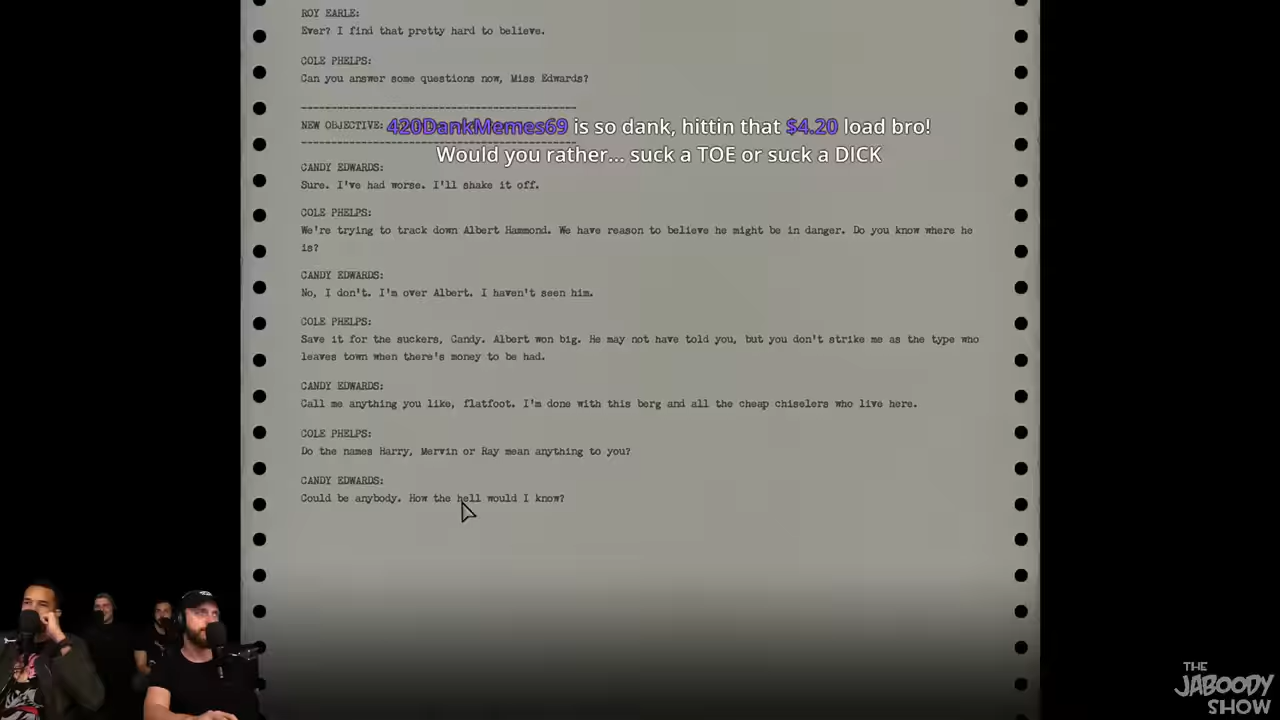 ROY EARLE:
Ever? I find that pretty hard to believe.
COLE PHELPS:
Can you answer some questions now, Miss Edwards?
NEW OBJECTIVE:
420DankMemes69 is so dank, hittin that $4.20 load bro!
Would you rather... suck a TOE or suck a DICK
CANDY EDWARDS:
Sure. I've had worse. I'll shake it off.
COLE PHELPS:
We're trying to track down Albert Hammond. We have reason to believe he might be in danger. Do you know where he
is?
CANDY EDWARDS:
No, I don't. I'm over Albert. I haven't seen him.
COLE PHELPS:
Save it for the suckers, Candy. Albert won big. He may not have told you, but you don't strike me as the type who
leaves town when there's money to be had.
CANDY EDWARDS:
Call me anything you like, flatfoot. I'm done with this berg and all the cheap chiselers who live here.
COLE PHELPS:
Do the names Harry, Mervin or Ray mean anything to you?
CANDY EDWARDS:
Could be anybody. How the hell would I know?
THE
JABOODY
SHOW